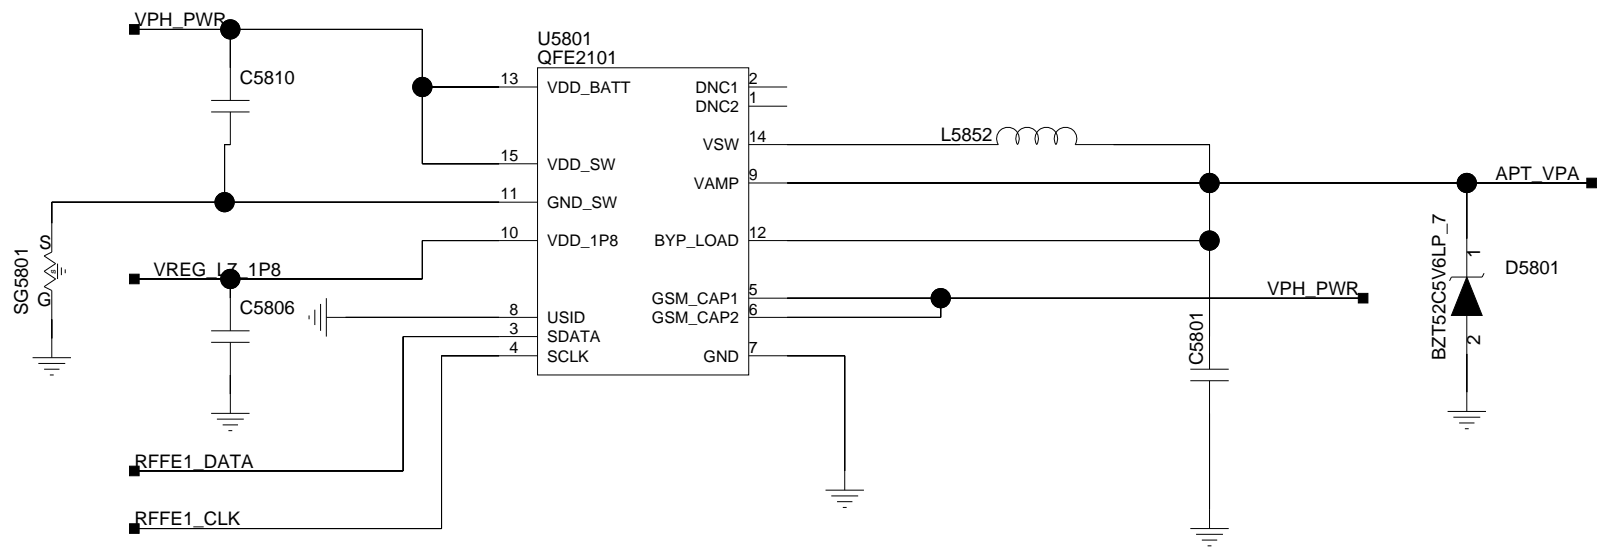 VPH_PWR
C5810
U5801
QFE2101
13 VDD_BATT
15 VDD_SW
11 GND_SW
10 VDD_1P8
8 USID
3 SDATA
4 SCLK
DNC1 2
DNC2 1
VSW 14
VAMP 9
BYP_LOAD 12
GSM_CAP1 5
GSM_CAP2 6
GND 7
L5852
APT_VPA
VPH_PWR
C5801
BZT52C5V6LP_7
1
2
D5801
SG5801
S
G
VREG_L7_1P8
C5806
RFFE1_DATA
RFFE1_CLK